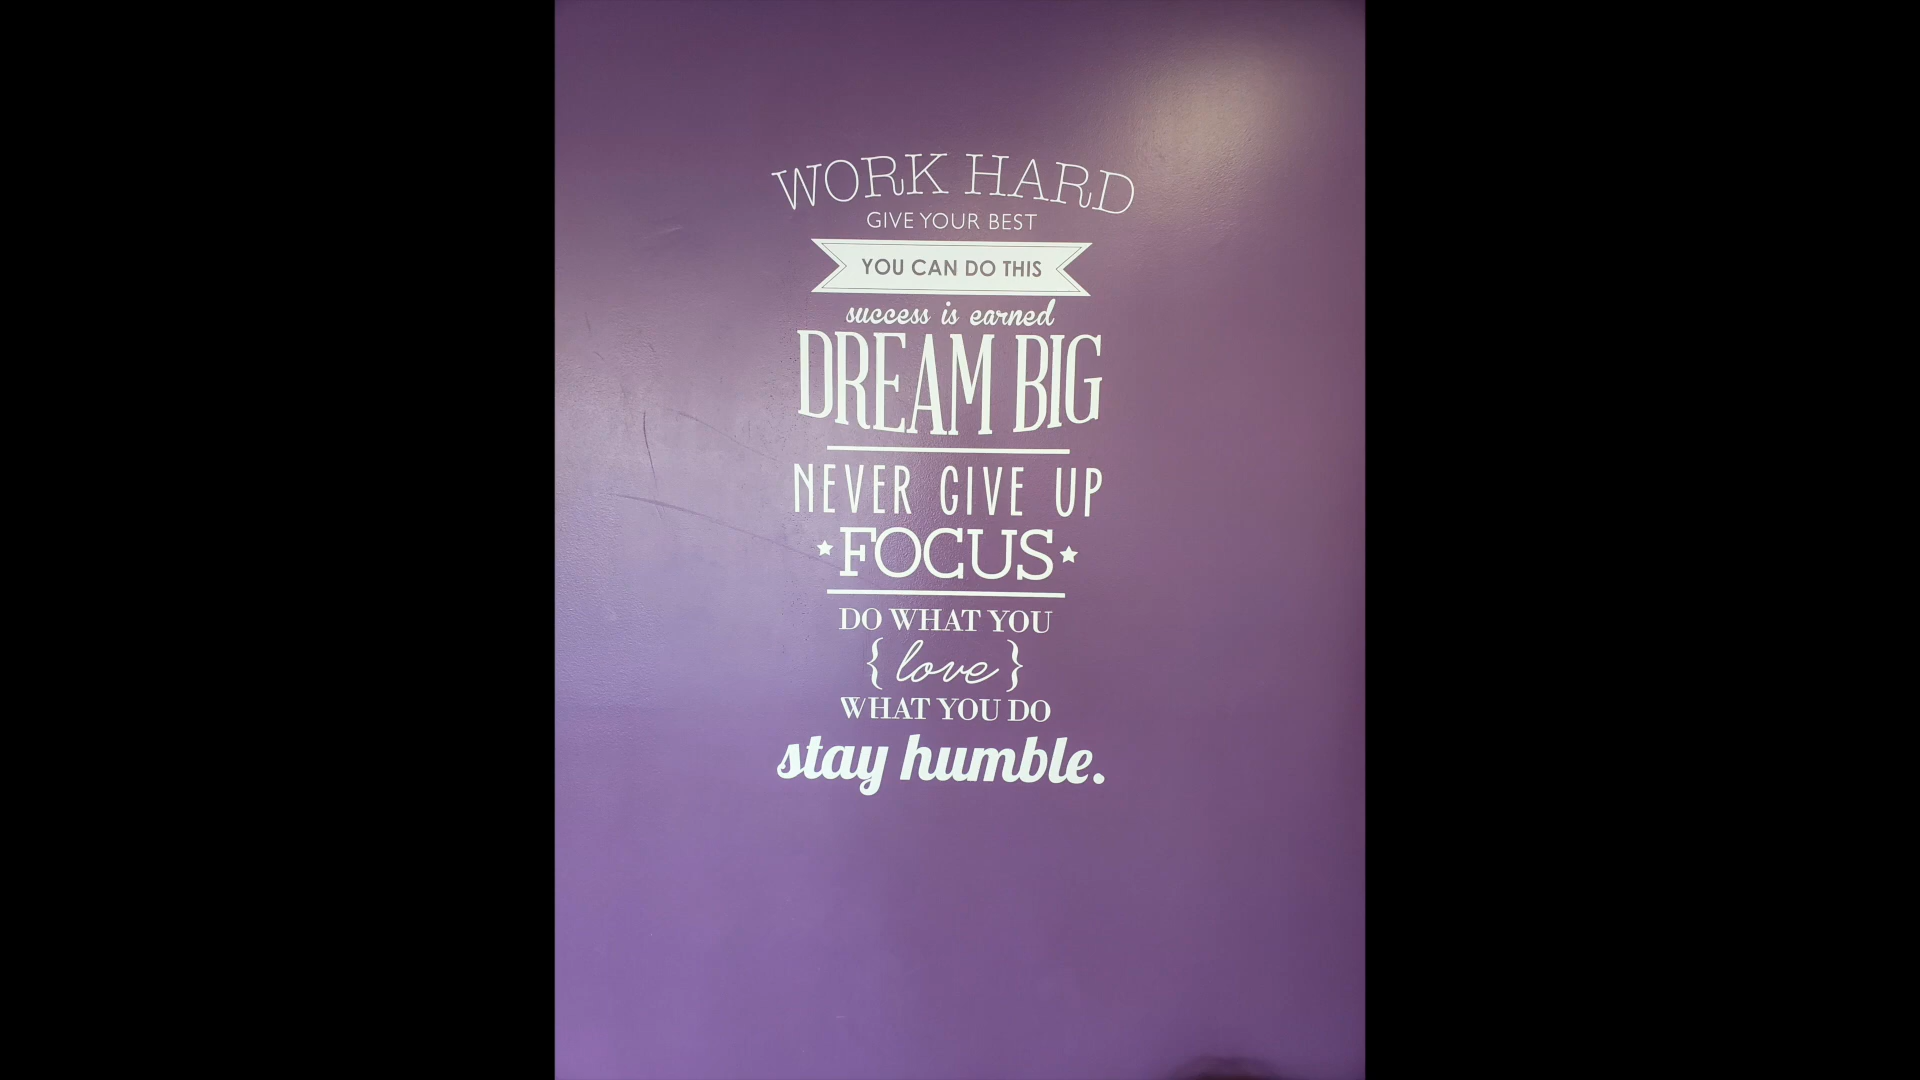 WORK HARD
GIVE YOUR BEST
YOU CAN DO THIS
success is earned
DREAM BIG
NEVER GIVE UP
FOCUS
DO WHAT YOU
{ love }
WHAT YOU DO
stay humble.